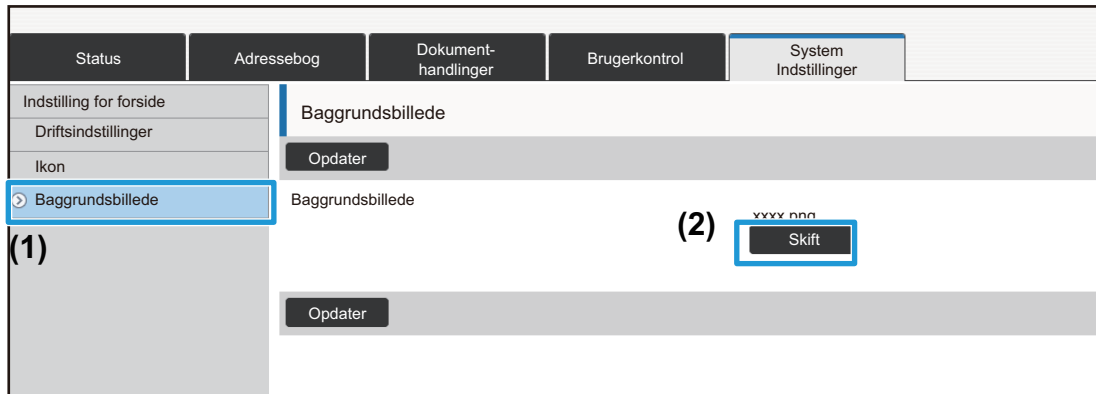 Status
Adressebog
Dokument-
handlinger
Brugerkontrol
System
Indstillinger
Indstilling for forside
Driftsindstillinger
Ikon
Baggrundsbillede
(1)
Baggrundsbillede
Opdater
Baggrundsbillede
xxxx.png
(2)
Skift
Opdater